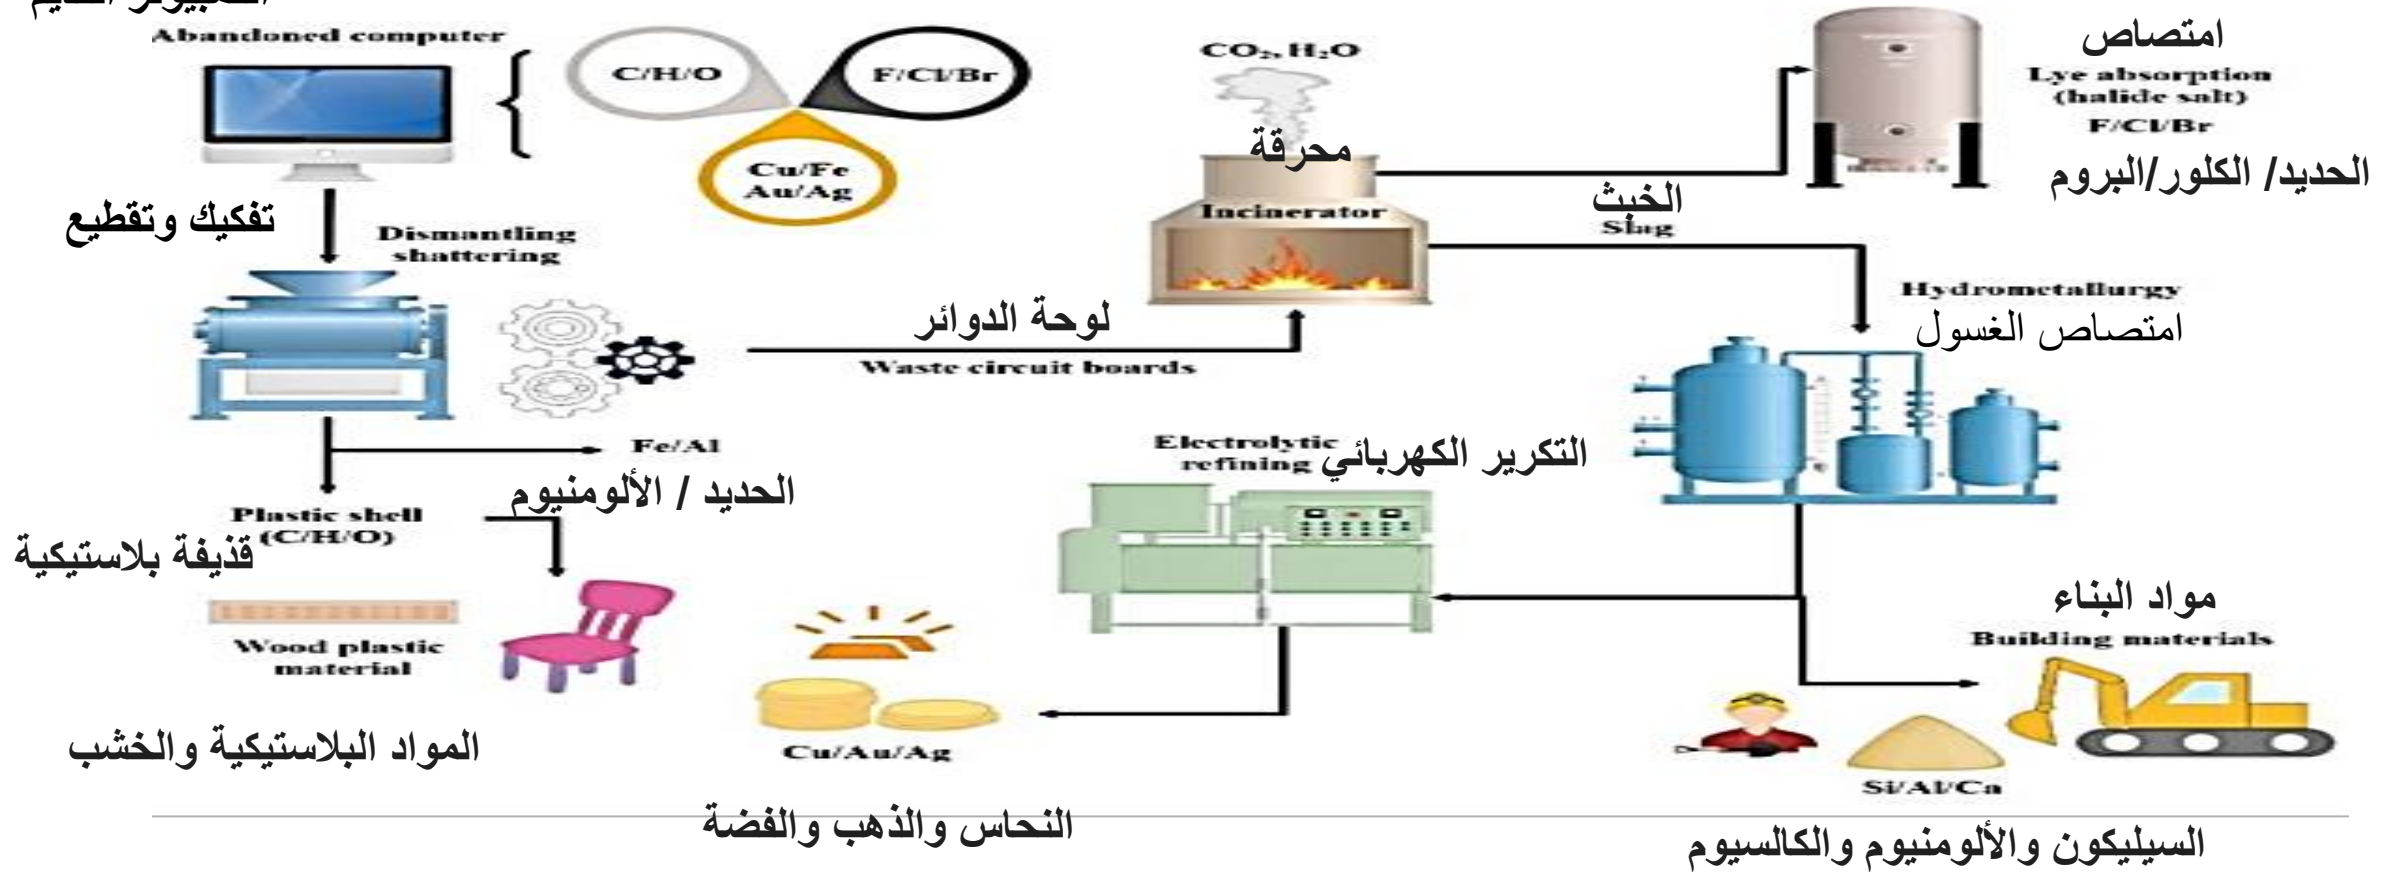 Abandoned computer
C/H/O
F/Cl/Br
Cu/Fe
Au/Ag
تفكيك وتقطيع
Dismantling
shattering
CO₂, H₂O
محرقة
Incinerator
امتصاص
Lye absorption
(halide salt)
F/Cl/Br
الحديد/ الكلور/البروم
الخبث
Slag
لوحة الدوائر
Waste circuit boards
Hydrometallurgy
امتصاص الغسول
Fe/Al
الحديد / الألومنيوم
Plastic shell
(C/H/O)
قذيفة بلاستيكية
Wood plastic
material
المواد البلاستيكية والخشب
Electrolytic
refining
التكرير الكهربائي
Cu/Au/Ag
النحاس والذهب والفضة
مواد البناء
Building materials
Si/Al/Ca
السيليكون والألومنيوم والكالسيوم